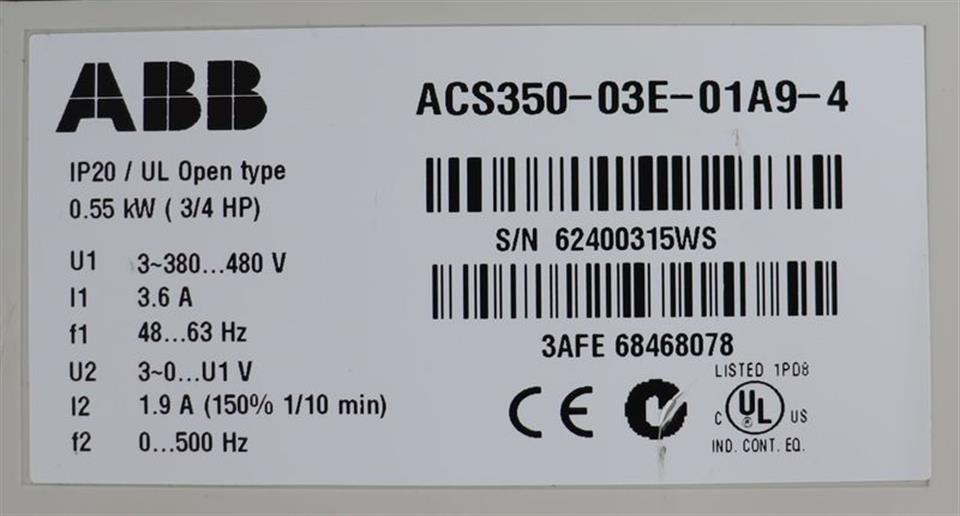 ABB
ACS350-03E-01A9-4
IP20 / UL Open type
0.55 kW ( 3/4 HP)
S/N 62400315WS
U1 3~380...480 V
I1 3.6 A
f1 48...63 Hz
3AFE 68468078
U2 3~0...U1 V
I2 1.9 A (150% 1/10 min)
f2 0...500 Hz
CE
LISTED 1PD8
C UL US
®
IND. CONT. EQ.